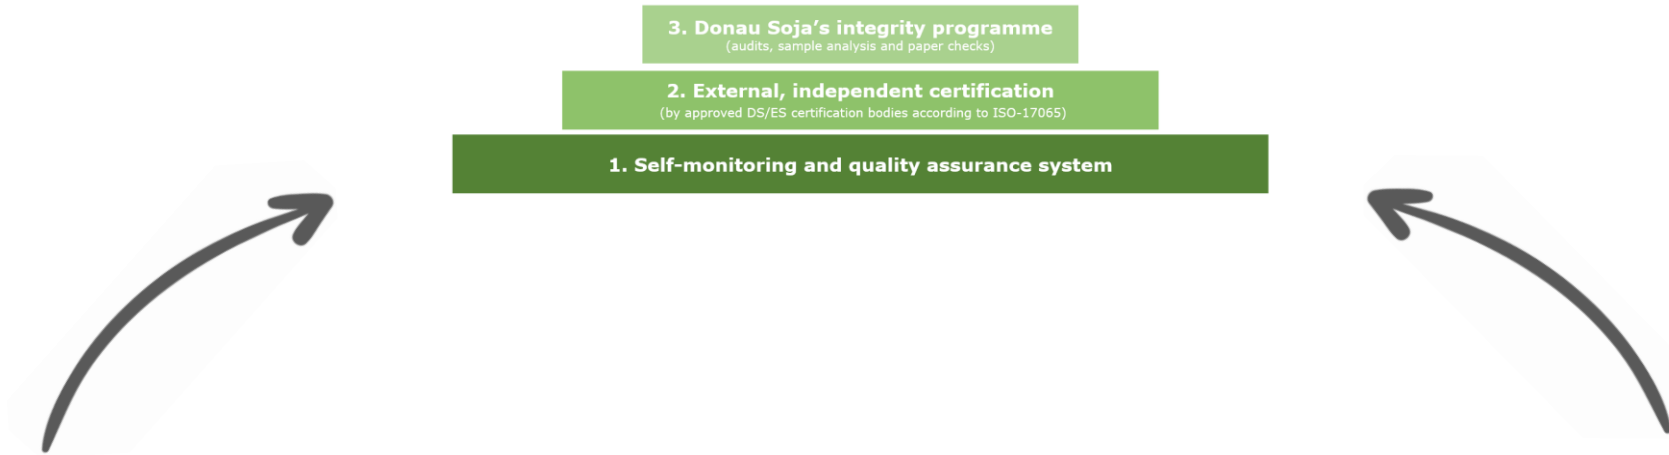 3. Donau Soja’s integrity programme
(audits, sample analysis and paper checks)
2. External, independent certification
(by approved DS/ES certification bodies according to ISO-17065)
1. Self-monitoring and quality assurance system